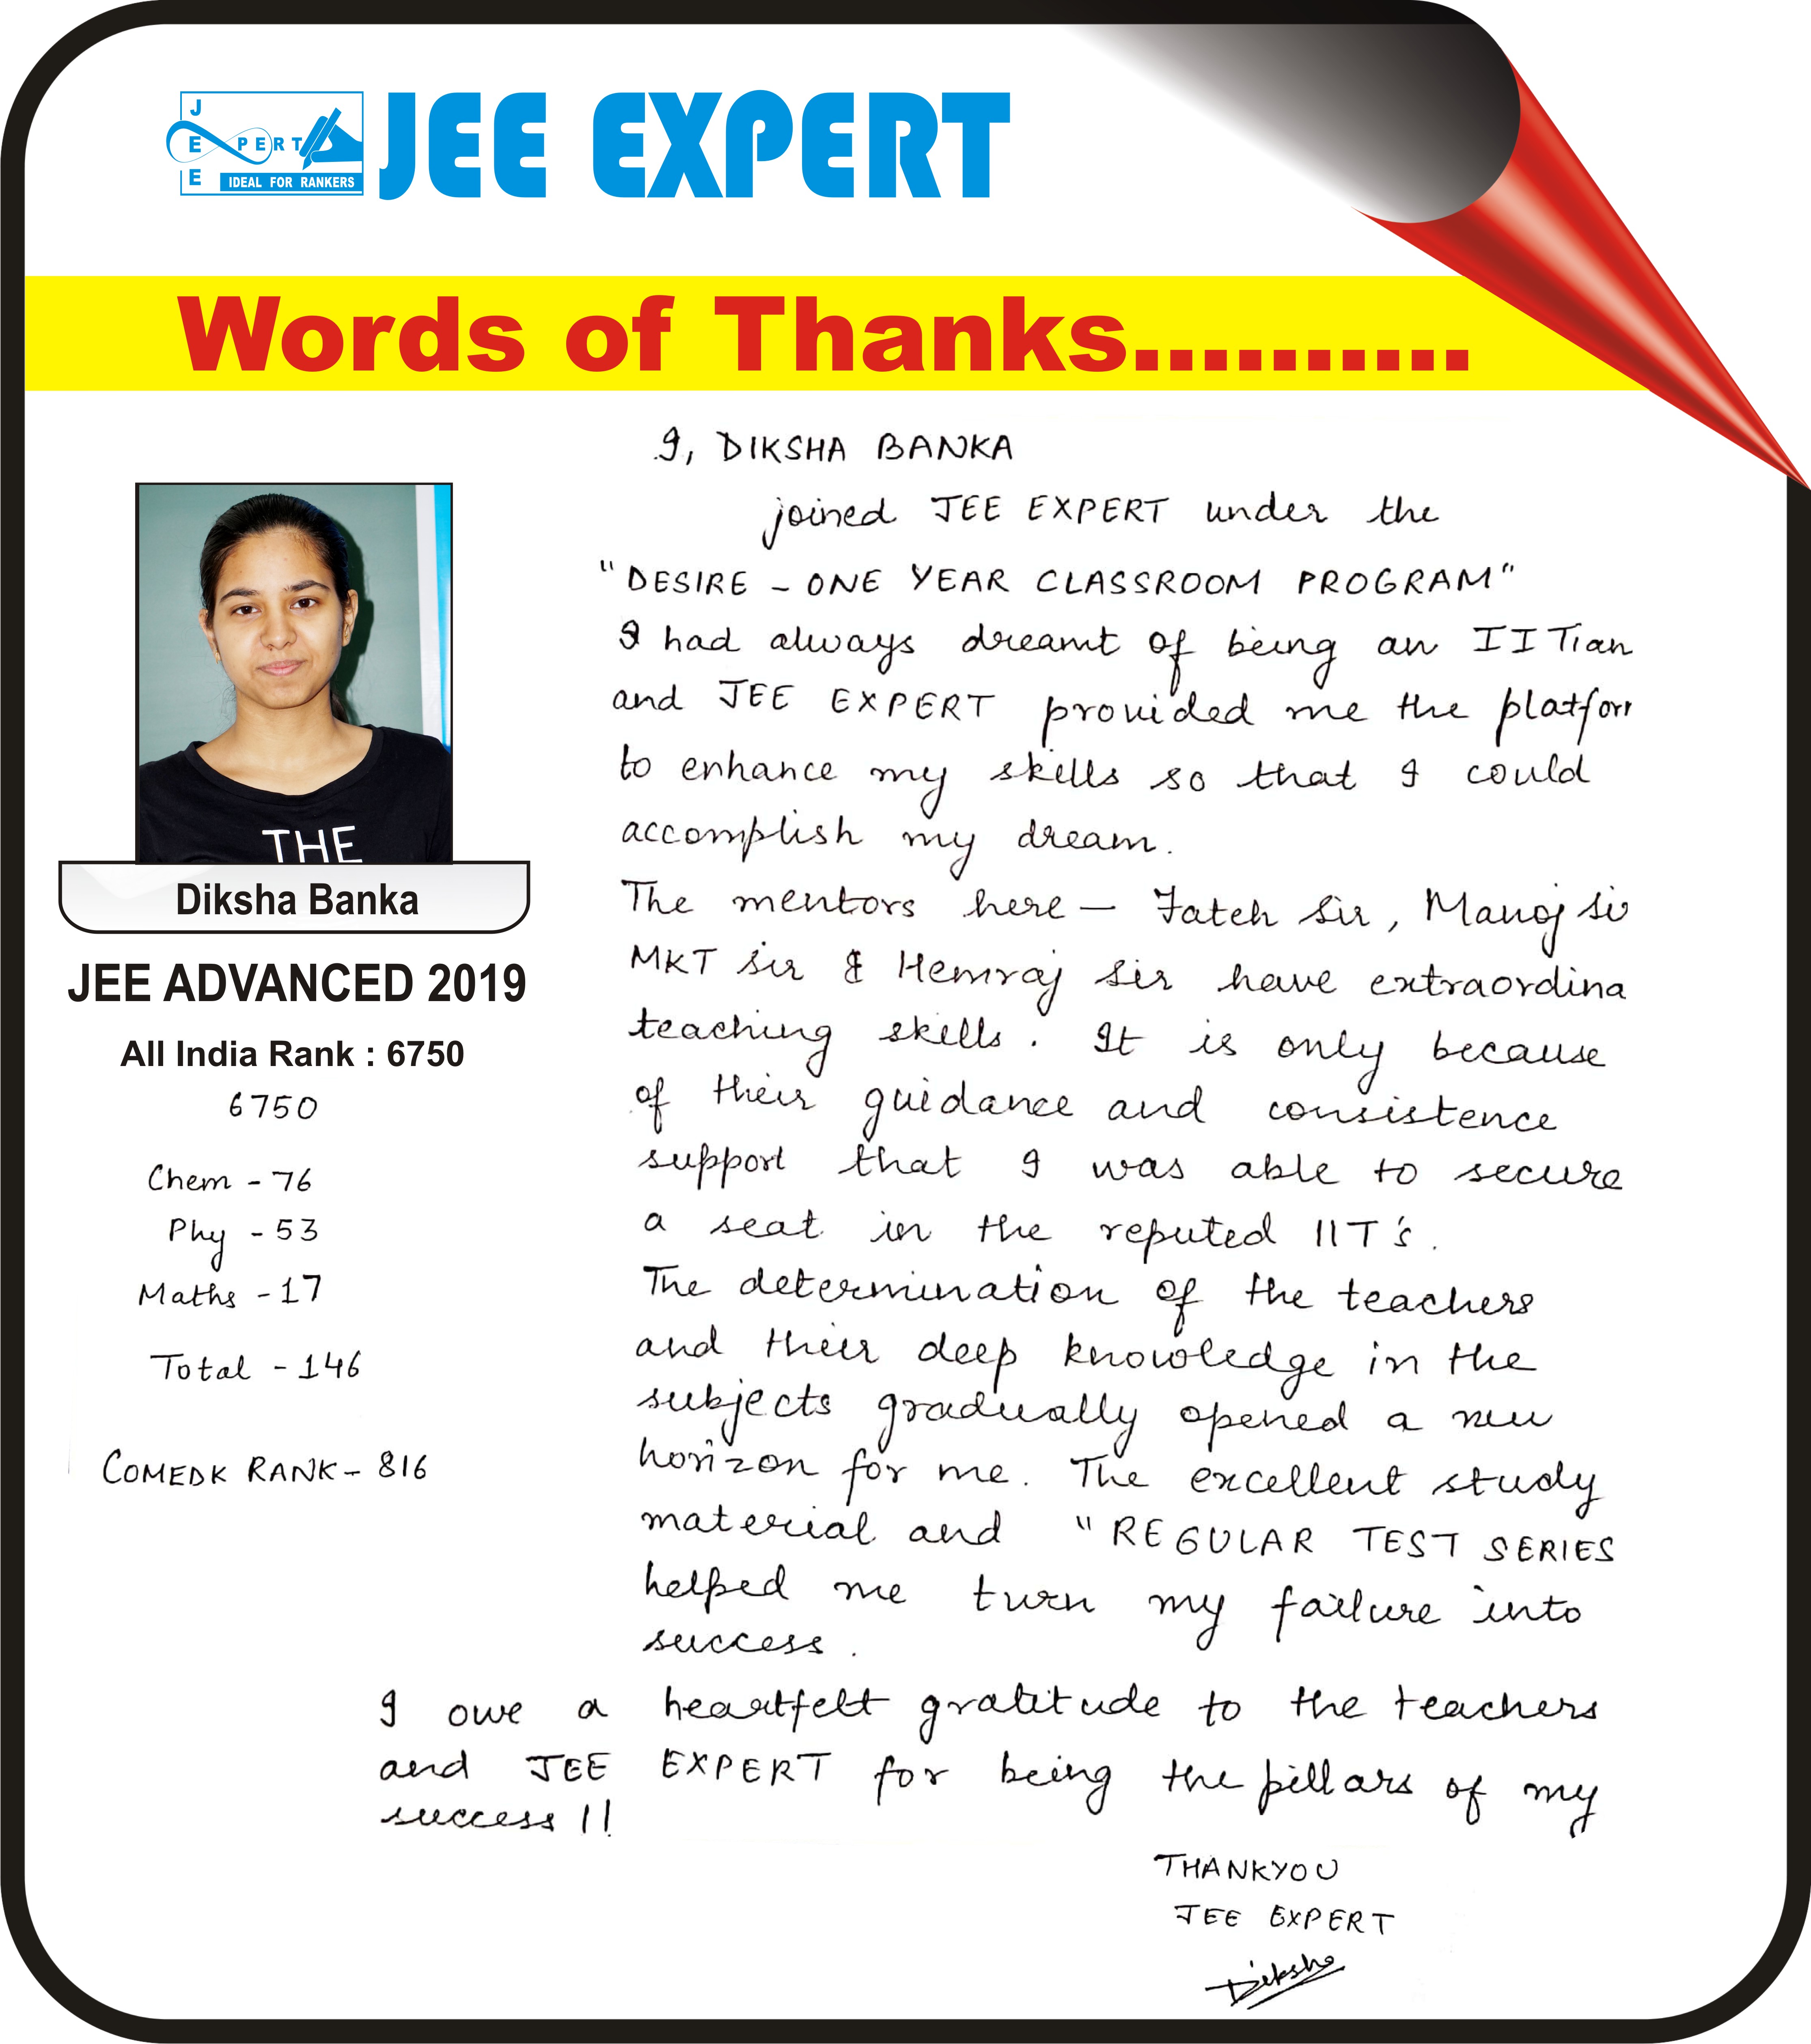 J
E PERT
E IDEAL FOR RANKERS
JEE EXPERT
Words of Thanks..........
THE
Diksha Banka
JEE ADVANCED 2019
All India Rank : 6750
6750
Chem - 76
Phy - 53
Maths - 17
Total - 146
COMEDK RANK - 816
I, DIKSHA BANKA
joined JEE EXPERT under the
"DESIRE - ONE YEAR CLASSROOM PROGRAM"
I had always dreamt of being an IITian
and JEE EXPERT provided me the platform
to enhance my skills so that I could
accomplish my dream.
The mentors here - Fateh Sir, Manoj Sir
MKT Sir & Hemraj Sir have extraordina
teaching skills. It is only because
of their guidance and consistence
support that I was able to secure
a seat in the reputed IIT's.
The determination of the teachers
and their deep knowledge in the
subjects gradually opened a new
horizon for me. The excellent study
material and "REGULAR TEST SERIES
helped me turn my failure into
success.
I owe a heartfelt gratitude to the teachers
and JEE EXPERT for being the pillars of my
success !!
THANKYOU
JEE EXPERT
Diksha